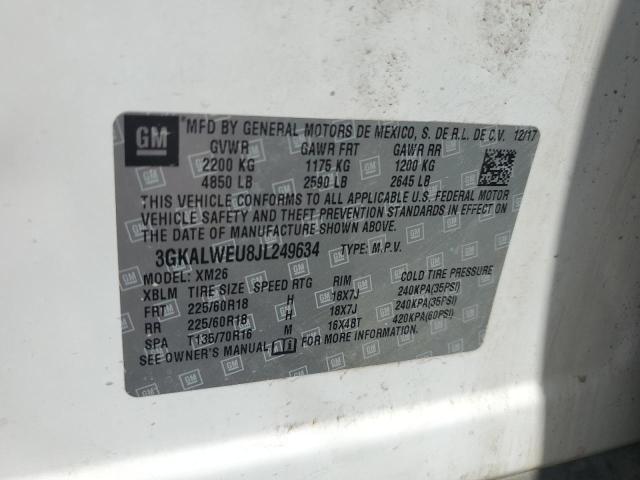 GM *MFD BY GENERAL MOTORS DE MEXICO, S. DE R.L. DE C.V. 12/17
GVWR GAWR FRT GAWR RR
2200 KG 1175 KG 1200 KG
4850 LB 2590 LB 2645 LB
THIS VEHICLE CONFORMS TO ALL APPLICABLE U.S. FEDERAL MOTOR
VEHICLE SAFETY AND THEFT PREVENTION STANDARDS IN EFFECT ON
THE DATE OF MANUFACTURE SHOWN ABOVE.
3GKALWEU8JL249634 TYPE: M.P.V.
MODEL: XM26
XBLM TIRE SIZE SPEED RTG RIM COLD TIRE PRESSURE
FRT 225/60R18 H 18X7J 240KPA(35PSI)
RR 225/60R18 H 18X7J 240KPA(35PSI)
SPA T135/70R16 M 16X4BT 420KPA(60PSI)
SEE OWNER'S MANUAL FOR MORE INFORMATION.